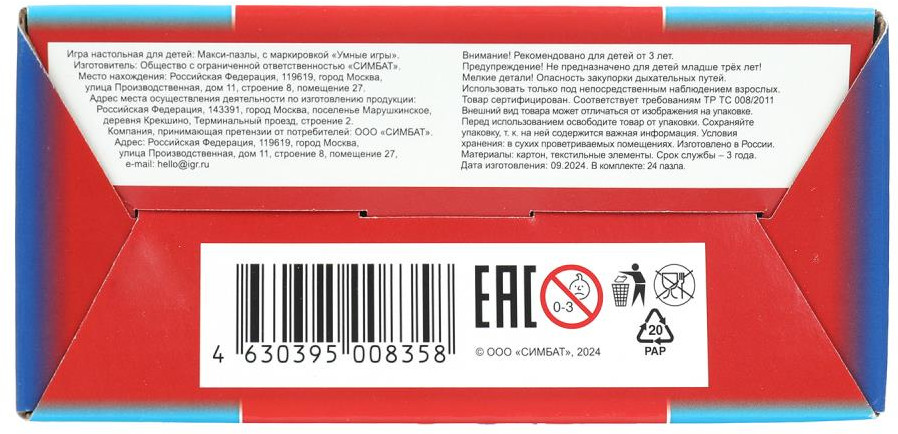 Игра настольная для детей: Макси-пазлы, с маркировкой «Умные игры».
Изготовитель: Общество с ограниченной ответственностью «СИМБАТ».
Место нахождения: Российская Федерация, 119619, город Москва,
улица Производственная, дом 11, строение 8, помещение 27.
Адрес места осуществления деятельности по изготовлению продукции:
Российская Федерация, 143391, город Москва, поселенье Марушкинское,
деревня Крекшино, Терминальный проезд, строение 2.
Компания, принимающая претензии от потребителей: ООО «СИМБАТ».
Адрес: Российская Федерация, 119619, город Москва,
улица Производственная, дом 11, строение 8, помещение 27,
e-mail: hello@igr.ru
Внимание! Рекомендовано для детей от 3 лет.
Предупреждение! Не предназначено для детей младше трёх лет!
Мелкие детали! Опасность закупорки дыхательных путей.
Использовать только под непосредственным наблюдением взрослых.
Товар сертифицирован. Соответствует требованиям ТР ТС 008/2011
Внешний вид товара может отличаться от изображения на упаковке.
Перед использованием освободите товар от упаковки. Сохраняйте
упаковку, т. к. на ней содержится важная информация. Условия
хранения: в сухих проветриваемых помещениях. Изготовлено в России.
Материалы: картон, текстильные элементы. Срок службы – 3 года.
Дата изготовления: 09.2024. В комплекте: 24 пазла.
4 630395 008358
EAC
0-3
20
PAP
© ООО «СИМБАТ», 2024